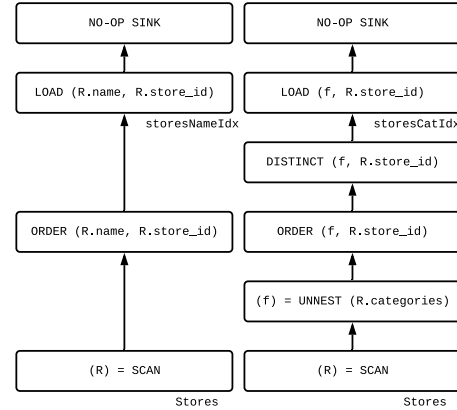 NO-OP SINK
LOAD (R.name, R.store_id)
storesNameIdx
ORDER (R.name, R.store_id)
(R) = SCAN
Stores
NO-OP SINK
LOAD (f, R.store_id)
storesCatIdx
DISTINCT (f, R.store_id)
ORDER (f, R.store_id)
(f) = UNNEST (R.categories)
(R) = SCAN
Stores